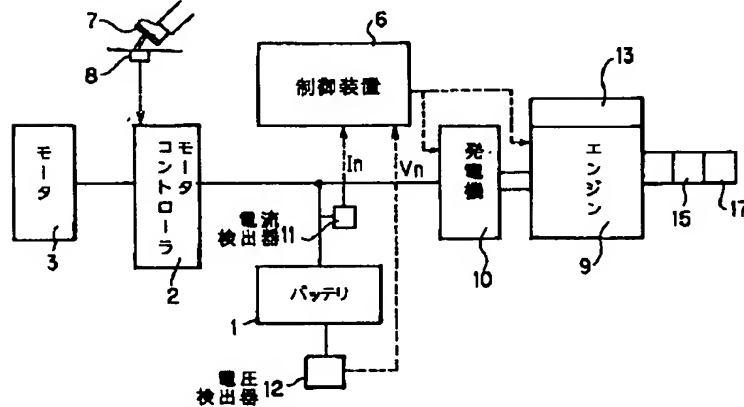 7
8
6
制御装置
13
モータ
3
モータ
コントローラ
2
In
Vn
発電機
10
エンジン
9
15
17
電流
検出器11
バッテリ
1
電圧
検出器12